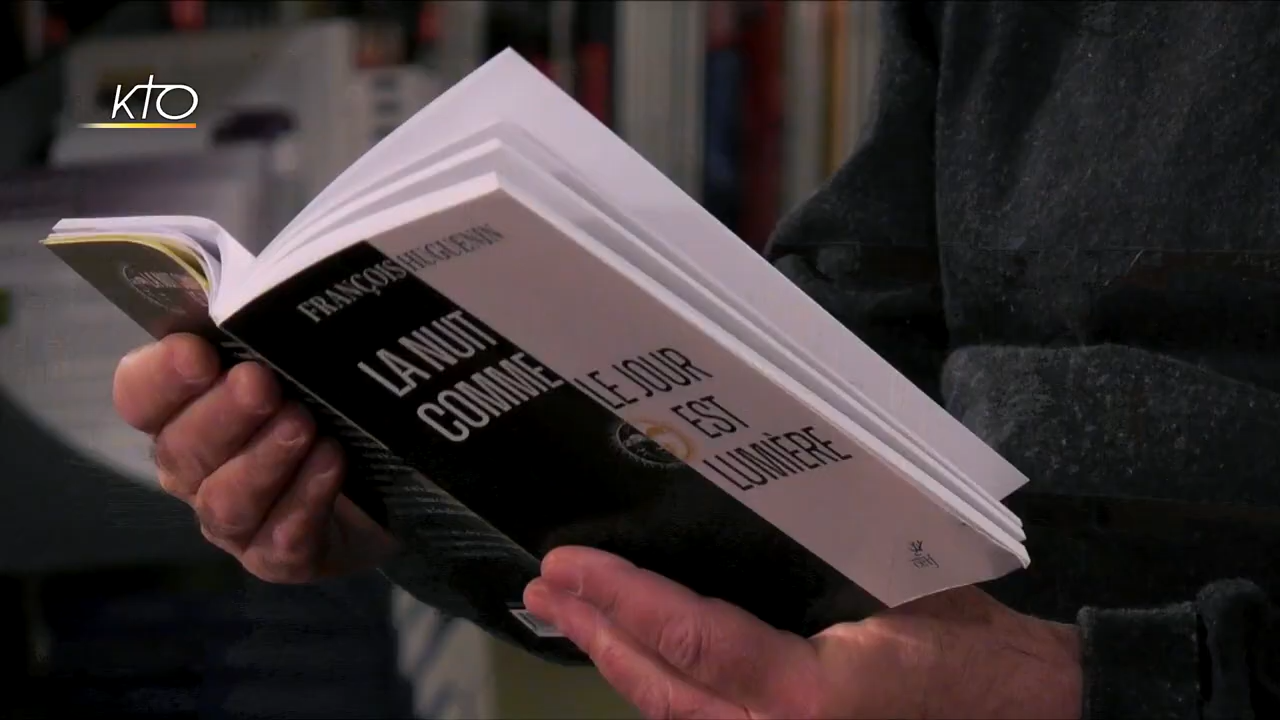 KTO
FRANÇOIS HUGUENIN
LA NUIT
COMME
LE JOUR
EST
LUMIÈRE